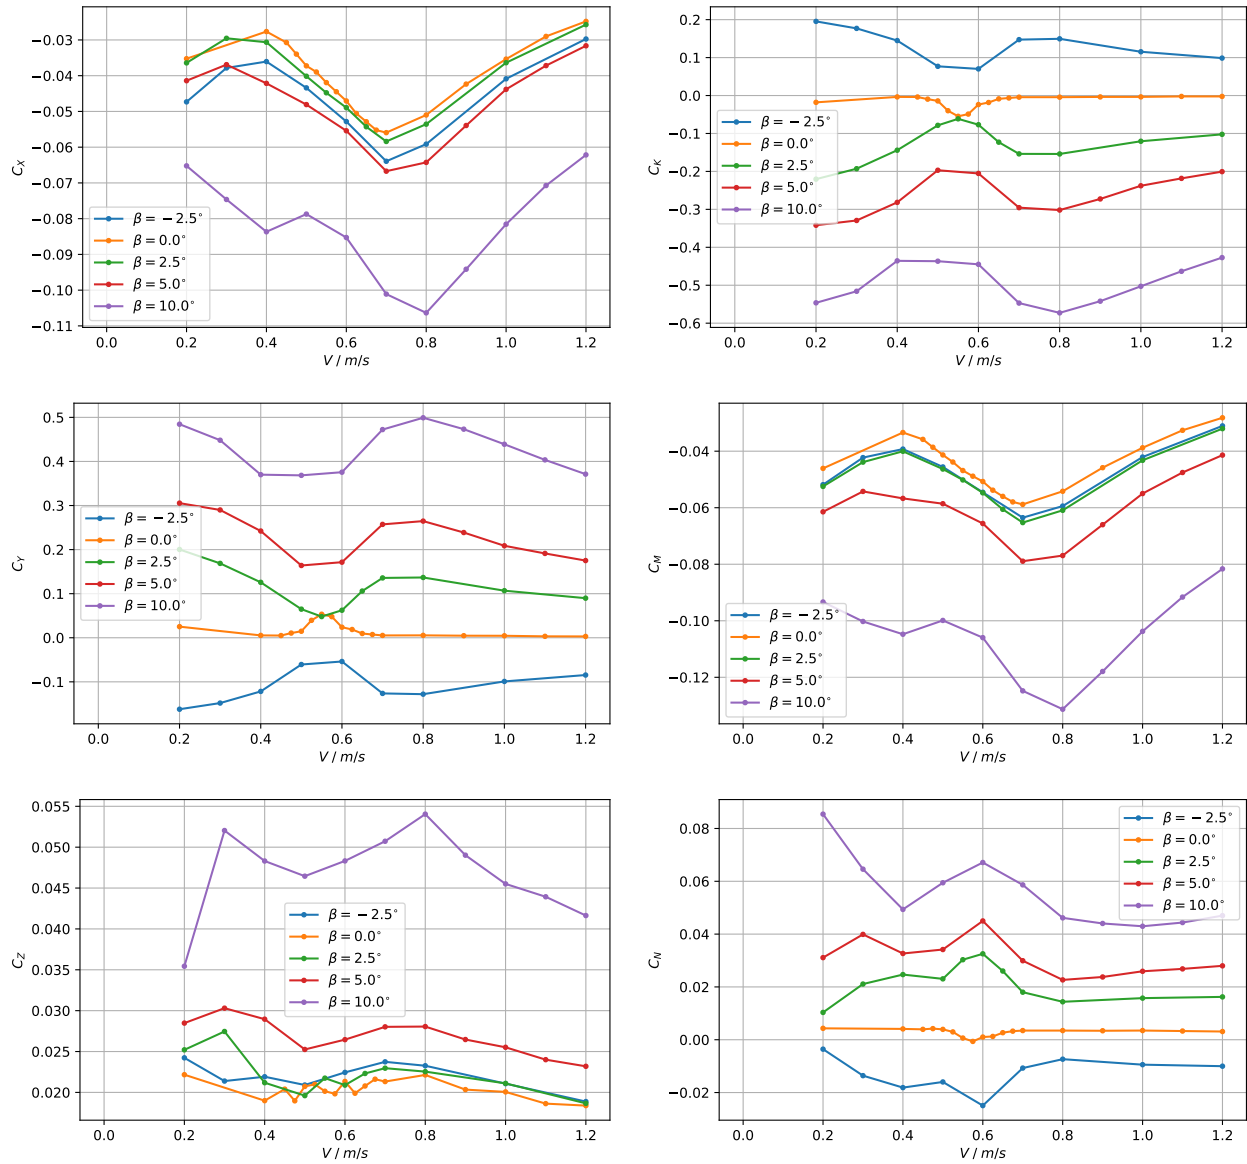 −0.03
−0.04
−0.05
−0.06
−0.07
−0.08
−0.09
−0.10
−0.11
C_X
β = −2.5°
β = 0.0°
β = 2.5°
β = 5.0°
β = 10.0°
0.0 0.2 0.4 0.6 0.8 1.0 1.2
V / m/s
0.2
0.1
0.0
−0.1
−0.2
−0.3
−0.4
−0.5
−0.6
C_K
β = −2.5°
β = 0.0°
β = 2.5°
β = 5.0°
β = 10.0°
0.0 0.2 0.4 0.6 0.8 1.0 1.2
V / m/s
0.5
0.4
0.3
0.2
0.1
0.0
−0.1
C_Y
β = −2.5°
β = 0.0°
β = 2.5°
β = 5.0°
β = 10.0°
0.0 0.2 0.4 0.6 0.8 1.0 1.2
V / m/s
−0.04
−0.06
−0.08
−0.10
−0.12
C_M
β = −2.5°
β = 0.0°
β = 2.5°
β = 5.0°
β = 10.0°
0.0 0.2 0.4 0.6 0.8 1.0 1.2
V / m/s
0.055
0.050
0.045
0.040
0.035
0.030
0.025
0.020
C_Z
β = −2.5°
β = 0.0°
β = 2.5°
β = 5.0°
β = 10.0°
0.0 0.2 0.4 0.6 0.8 1.0 1.2
V / m/s
0.08
0.06
0.04
0.02
0.00
−0.02
C_N
β = −2.5°
β = 0.0°
β = 2.5°
β = 5.0°
β = 10.0°
0.0 0.2 0.4 0.6 0.8 1.0 1.2
V / m/s